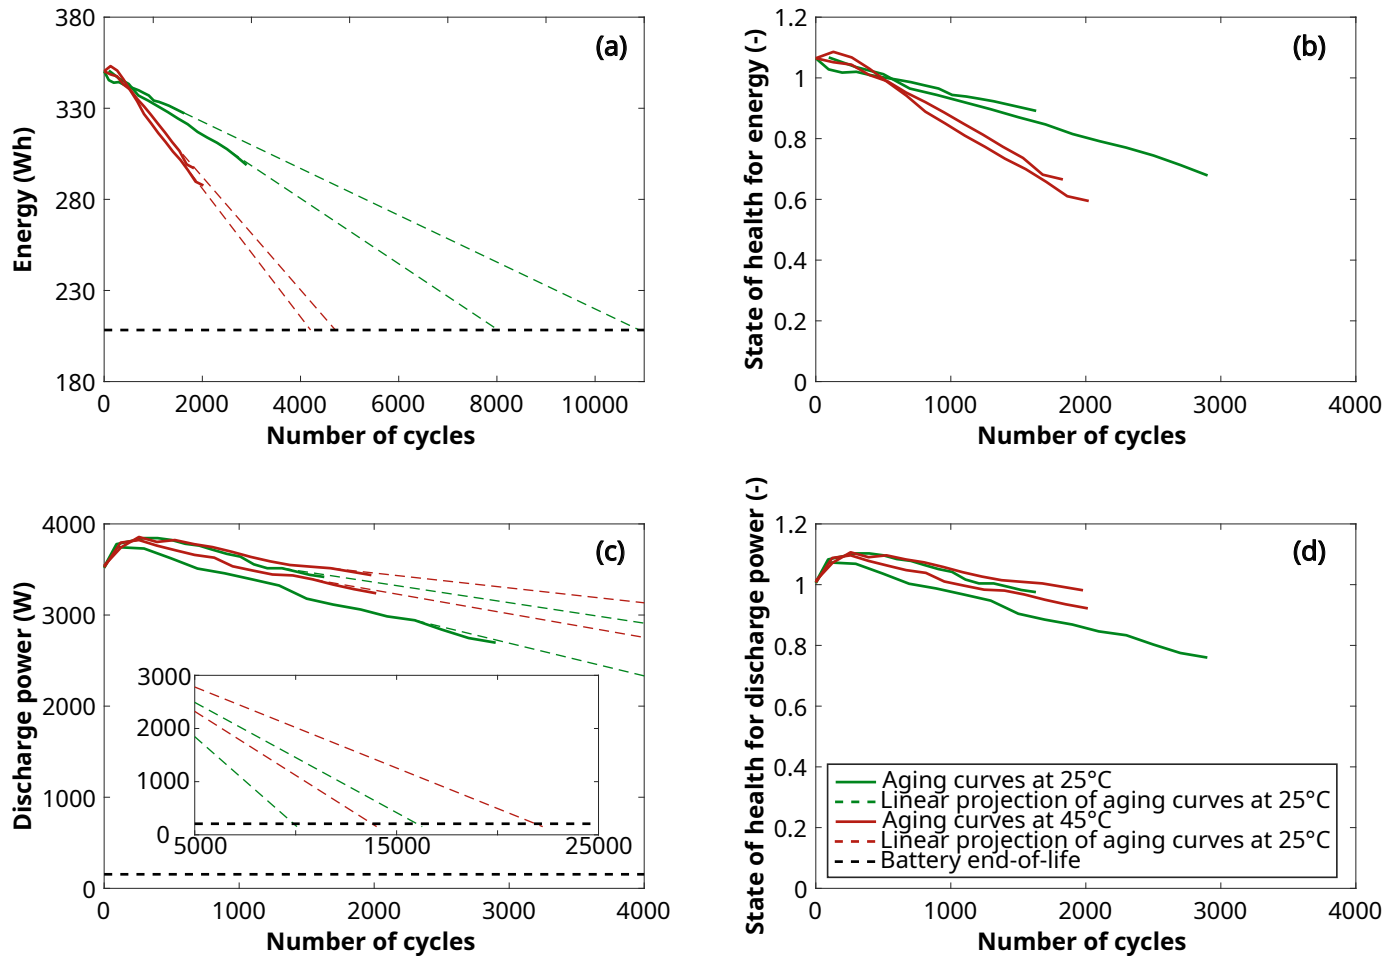 380
330
280
230
180
Energy (Wh)
(a)
0 2000 4000 6000 8000 10000
Number of cycles
1.2
1
0.8
0.6
0.4
0.2
0
State of health for energy (-)
(b)
0 1000 2000 3000 4000
Number of cycles
4000
3000
2000
1000
0
Discharge power (W)
(c)
3000
2000
1000
0
5000 15000 25000
0 1000 2000 3000 4000
Number of cycles
1.2
1
0.8
0.6
0.4
0.2
0
State of health for discharge power (-)
(d)
Aging curves at 25°C
Linear projection of aging curves at 25°C
Aging curves at 45°C
Linear projection of aging curves at 25°C
Battery end-of-life
0 1000 2000 3000 4000
Number of cycles